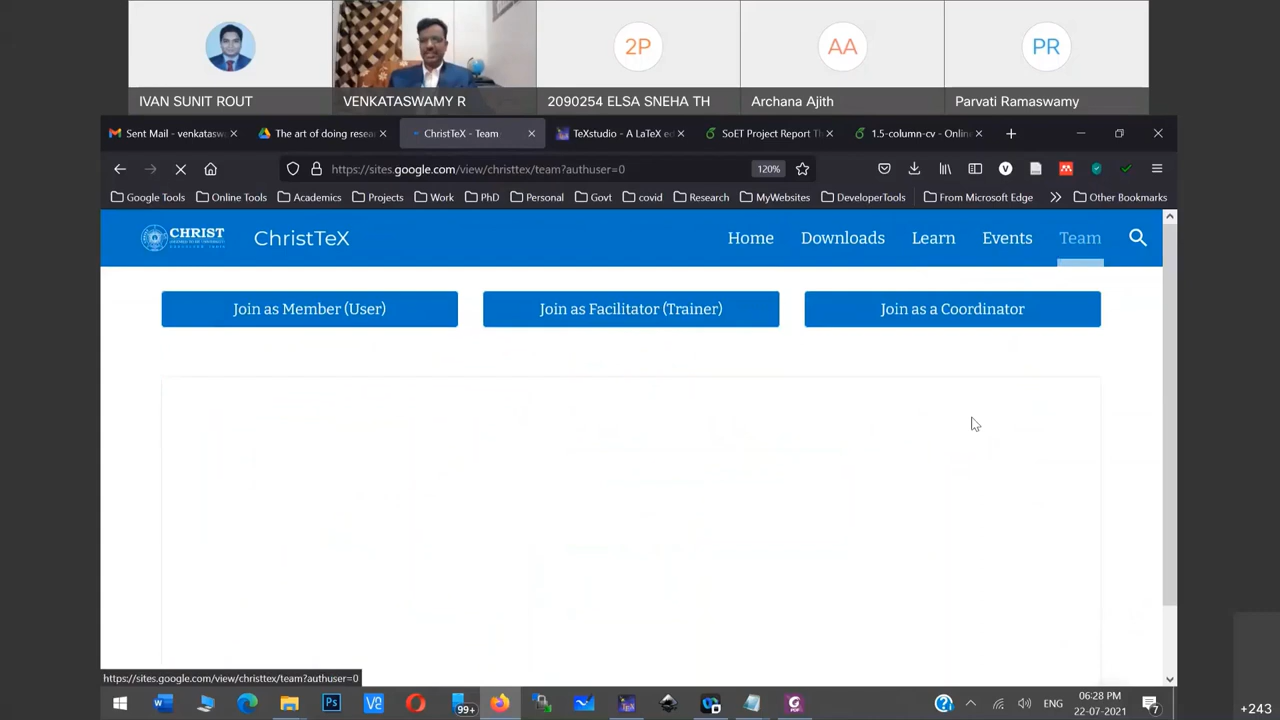 IVAN SUNIT ROUT
VENKATASWAMY R
2P
2090254 ELSA SNEHA TH
AA
Archana Ajith
PR
Parvati Ramaswamy
Sent Mail - venkatasw
The art of doing resea
ChristTeX - Team
TeXstudio - A LaTeX ed
SoET Project Report Th
1.5-column-cv - Online
https://sites.google.com/view/christtex/team?authuser=0
120%
Google Tools
Online Tools
Academics
Projects
Work
PhD
Personal
Govt
covid
Research
MyWebsites
DeveloperTools
From Microsoft Edge
Other Bookmarks
CHRIST
ChristTeX
Home
Downloads
Learn
Events
Team
Join as Member (User)
Join as Facilitator (Trainer)
Join as a Coordinator
https://sites.google.com/view/christtex/team?authuser=0
99+
ENG
06:28 PM
22-07-2021
7
+243